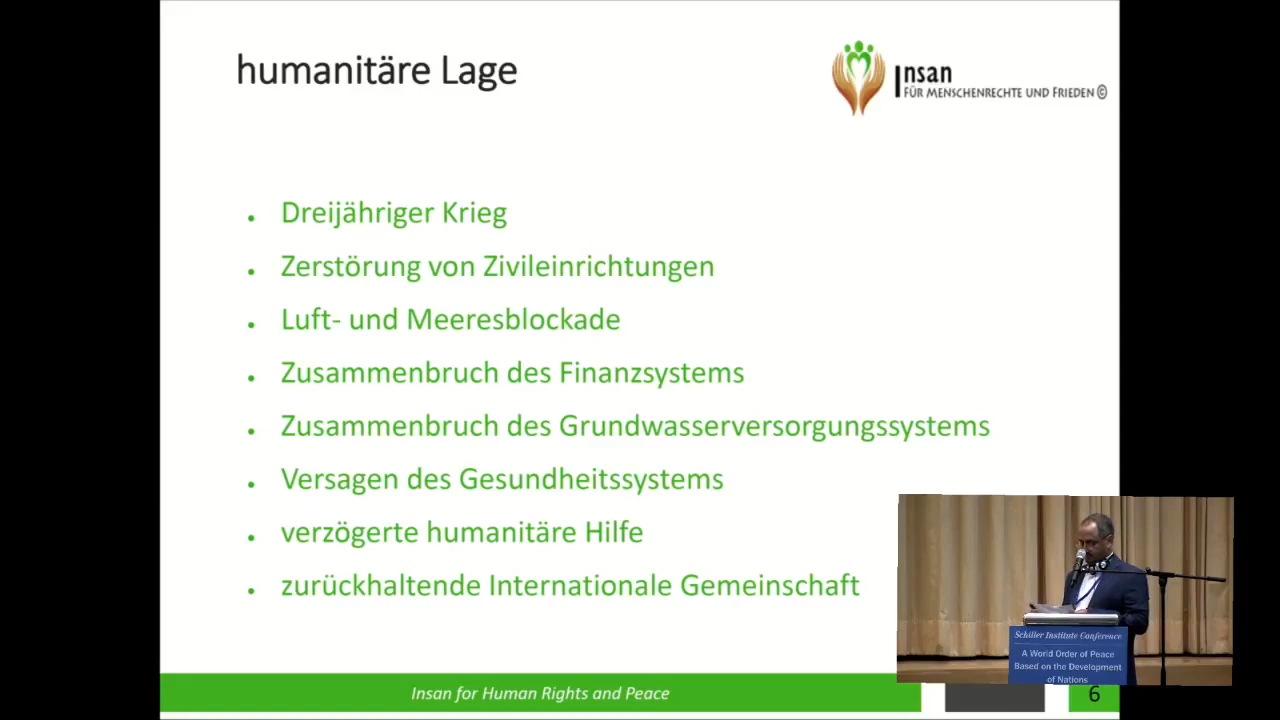 humanitäre Lage
Insan
FÜR MENSCHENRECHTE UND FRIEDEN ©
• Dreijähriger Krieg
• Zerstörung von Zivileinrichtungen
• Luft- und Meeresblockade
• Zusammenbruch des Finanzsystems
• Zusammenbruch des Grundwasserversorgungssystems
• Versagen des Gesundheitssystems
• verzögerte humanitäre Hilfe
• zurückhaltende Internationale Gemeinschaft
Schiller Institute Conference
A World Order of Peace
Based on the Development
of Nations
Insan for Human Rights and Peace
6